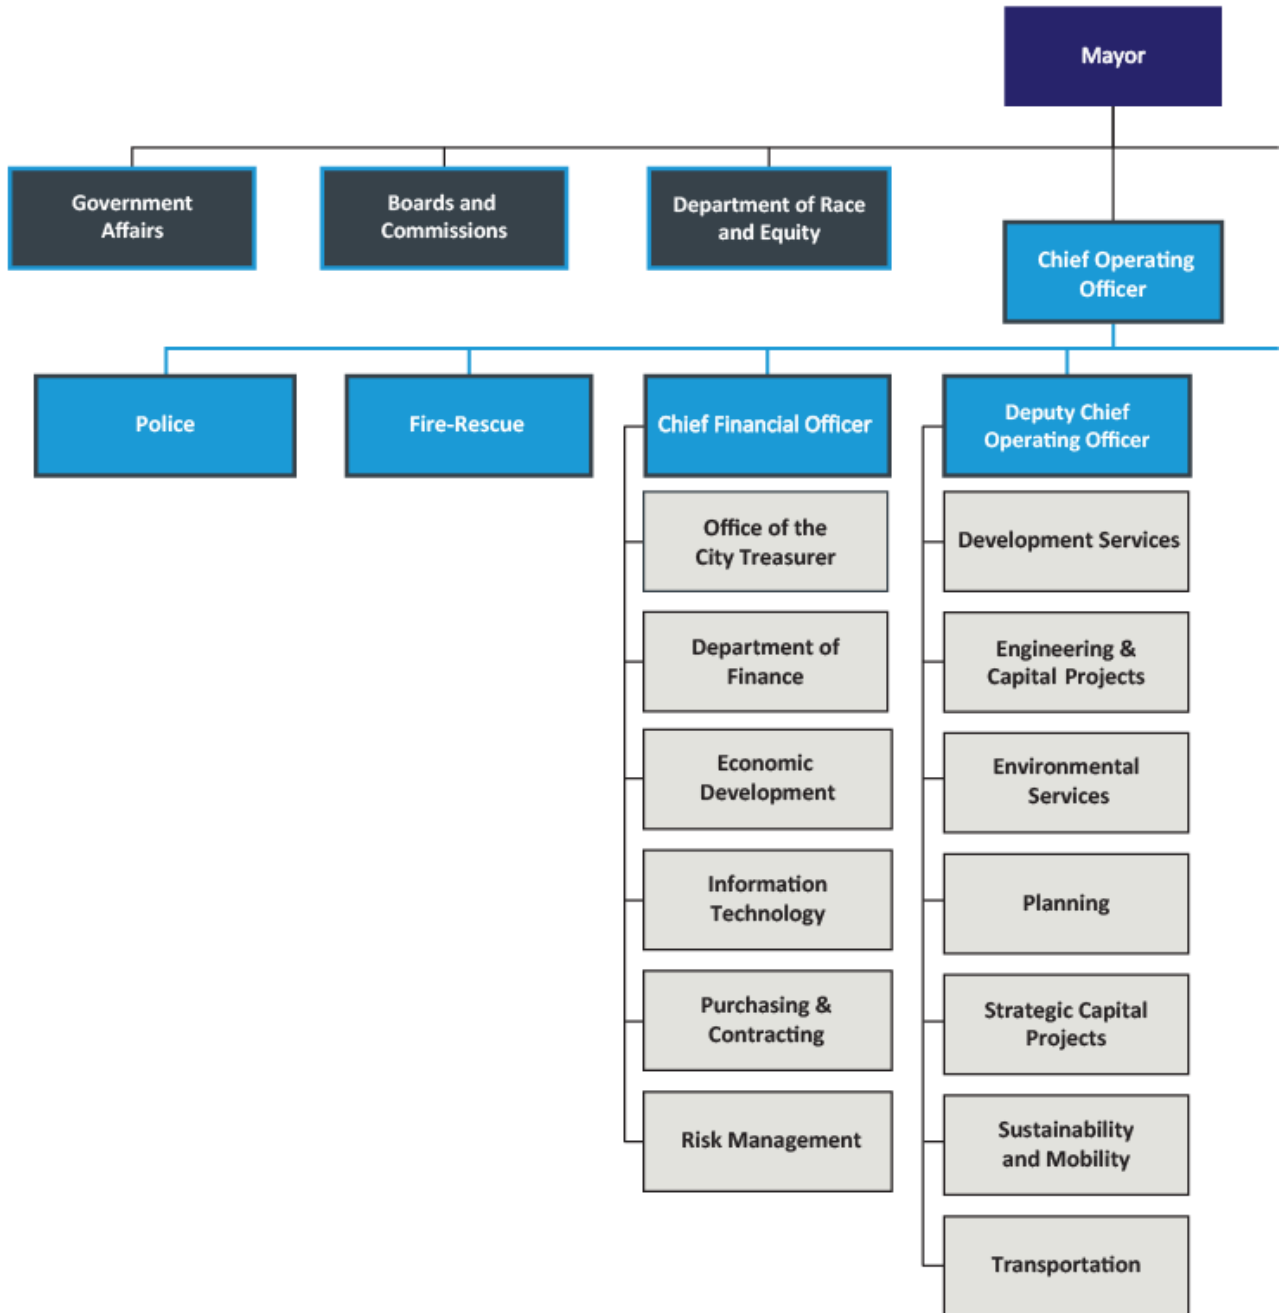 Mayor
Government
Affairs
Boards and
Commissions
Department of Race
and Equity
Chief Operating
Officer
Police
Fire-Rescue
Chief Financial Officer
Deputy Chief
Operating Officer
Office of the
City Treasurer
Department of
Finance
Economic
Development
Information
Technology
Purchasing &
Contracting
Risk Management
Development Services
Engineering &
Capital Projects
Environmental
Services
Planning
Strategic Capital
Projects
Sustainability
and Mobility
Transportation